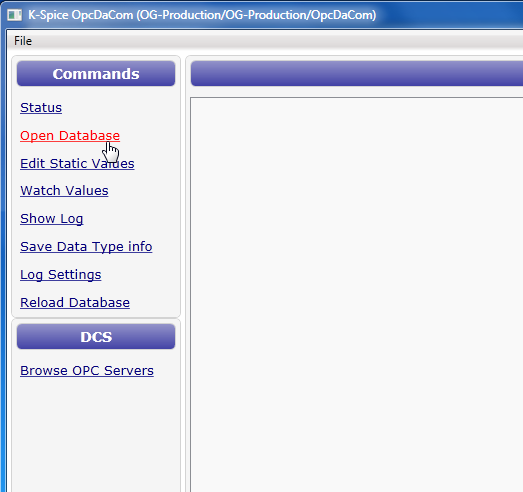 K-Spice OpcDaCom (OG-Production/OG-Production/OpcDaCom)
File
Commands
Status
Open Database
Edit Static Values
Watch Values
Show Log
Save Data Type info
Log Settings
Reload Database
DCS
Browse OPC Servers